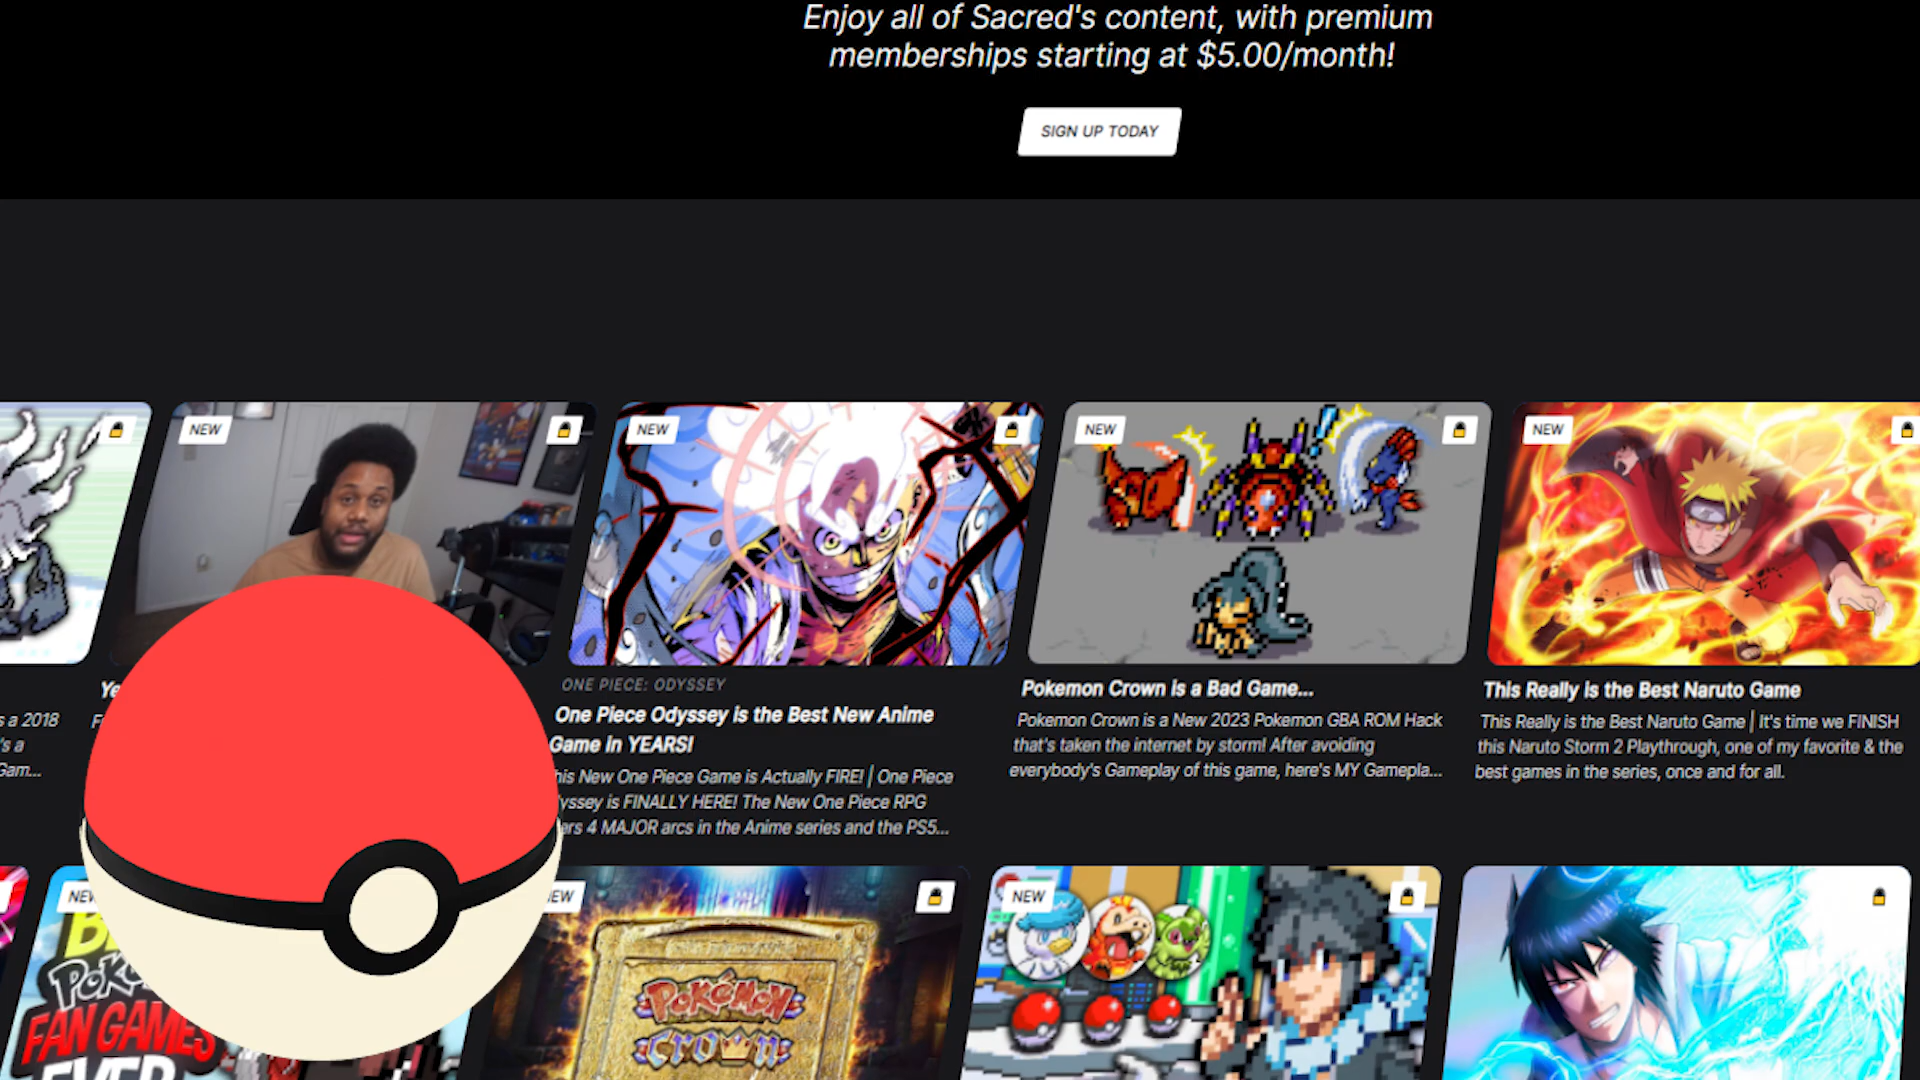 Enjoy all of Sacred's content, with premium
memberships starting at $5.00/month!
SIGN UP TODAY
s a 2018
's a
Gam...
NEW
Ye
F
NEW
ONE PIECE: ODYSSEY
One Piece Odyssey is the Best New Anime
Game in YEARS!
his New One Piece Game is Actually FIRE! | One Piece
yssey is FINALLY HERE! The New One Piece RPG
ers 4 MAJOR arcs in the Anime series and the PS5...
NEW
Pokemon Crown is a Bad Game...
Pokemon Crown is a New 2023 Pokemon GBA ROM Hack
that's taken the internet by storm! After avoiding
everybody's Gameplay of this game, here's MY Gamepla...
NEW
This Really is the Best Naruto Game
This Really is the Best Naruto Game | It's time we FINISH
this Naruto Storm 2 Playthrough, one of my favorite & the
best games in the series, once and for all.
NEW
POKé
FAN GAMES
EVER
EW
POKéMON
crown
NEW